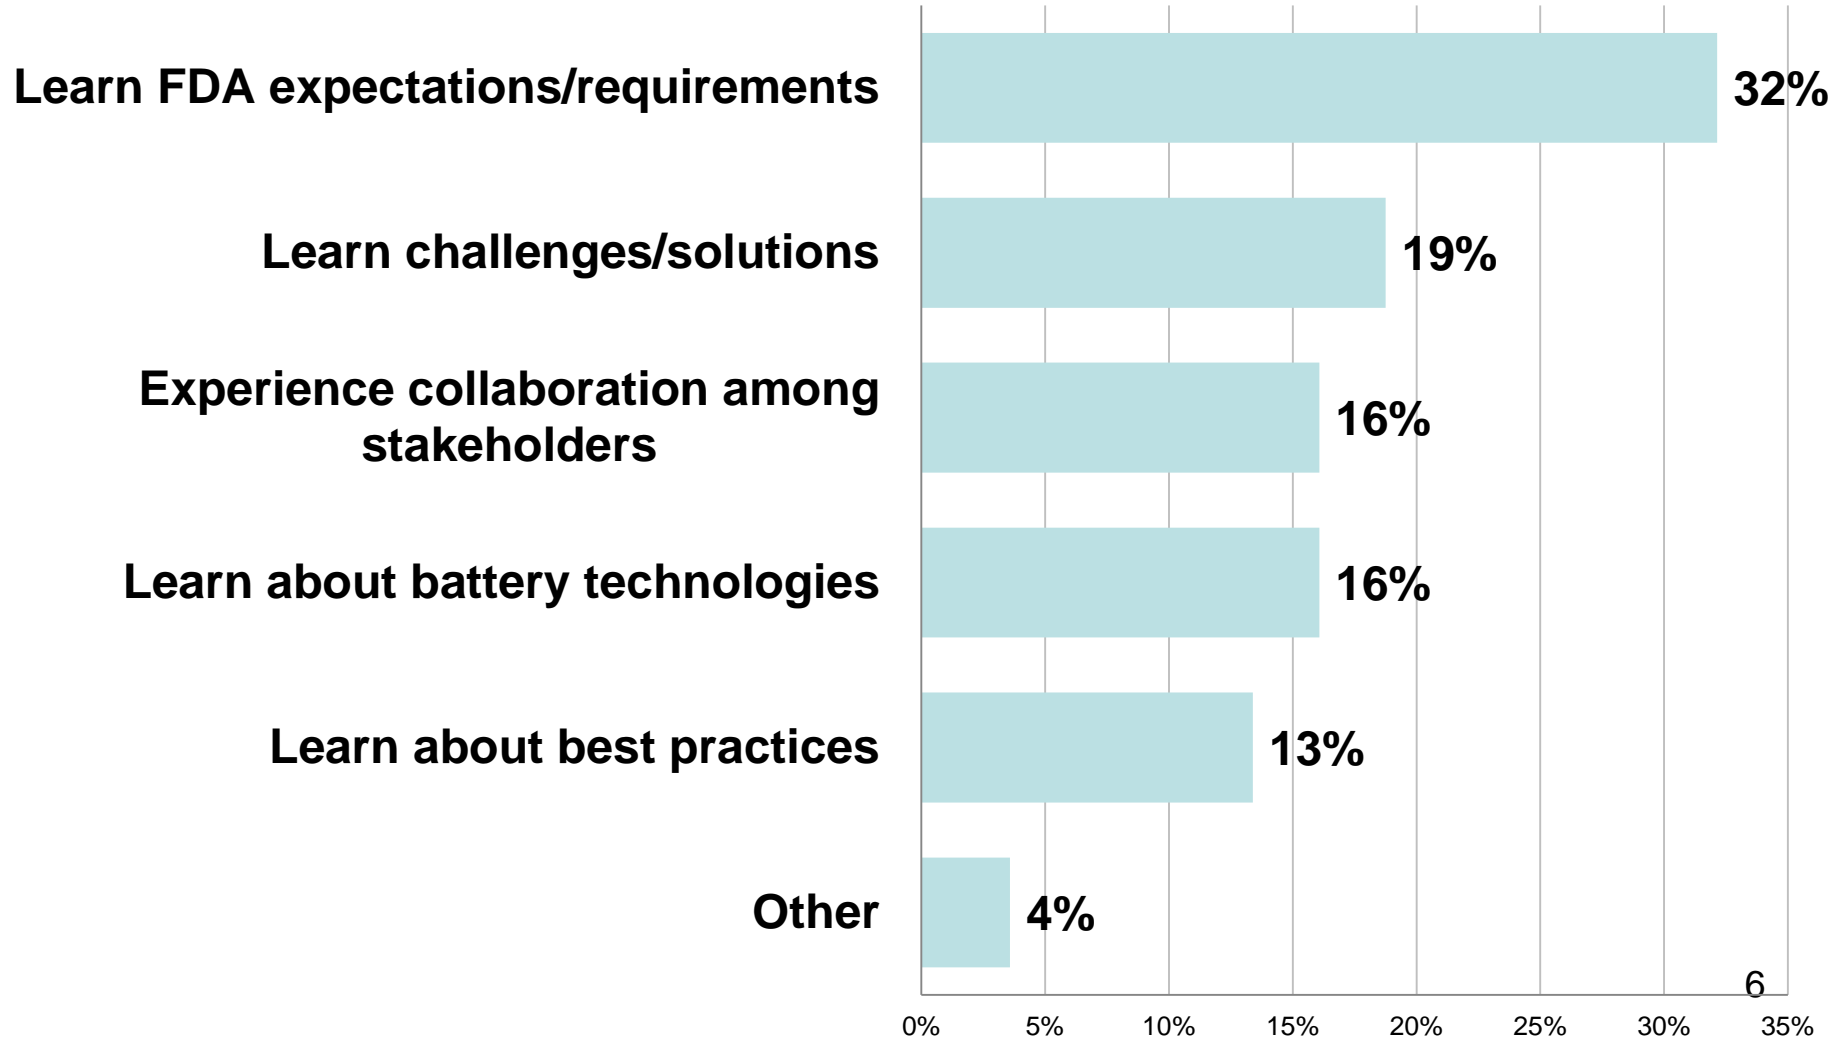 Learn FDA expectations/requirements
32%
Learn challenges/solutions
19%
Experience collaboration among
stakeholders
16%
Learn about battery technologies
16%
Learn about best practices
13%
Other
4%
6
0% 5% 10% 15% 20% 25% 30% 35%